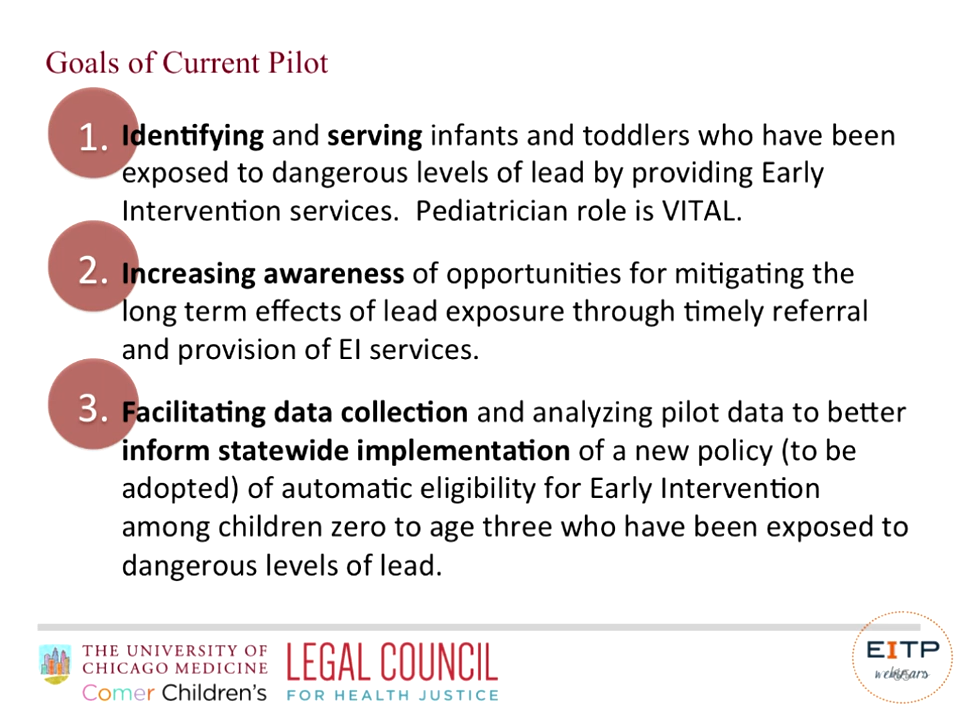 Goals of Current Pilot
1. Identifying and serving infants and toddlers who have been
exposed to dangerous levels of lead by providing Early
Intervention services.  Pediatrician role is VITAL.
2. Increasing awareness of opportunities for mitigating the
long term effects of lead exposure through timely referral
and provision of EI services.
3. Facilitating data collection and analyzing pilot data to better
inform statewide implementation of a new policy (to be
adopted) of automatic eligibility for Early Intervention
among children zero to age three who have been exposed to
dangerous levels of lead.
THE UNIVERSITY OF
CHICAGO MEDICINE
Comer Children's
LEGAL COUNCIL
FOR HEALTH JUSTICE
EITP